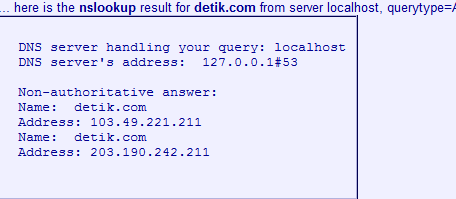 ... here is the nslookup result for detik.com from server localhost, querytype=A
DNS server handling your query: localhost
DNS server's address:  127.0.0.1#53
Non-authoritative answer:
Name:  detik.com
Address: 103.49.221.211
Name:  detik.com
Address: 203.190.242.211